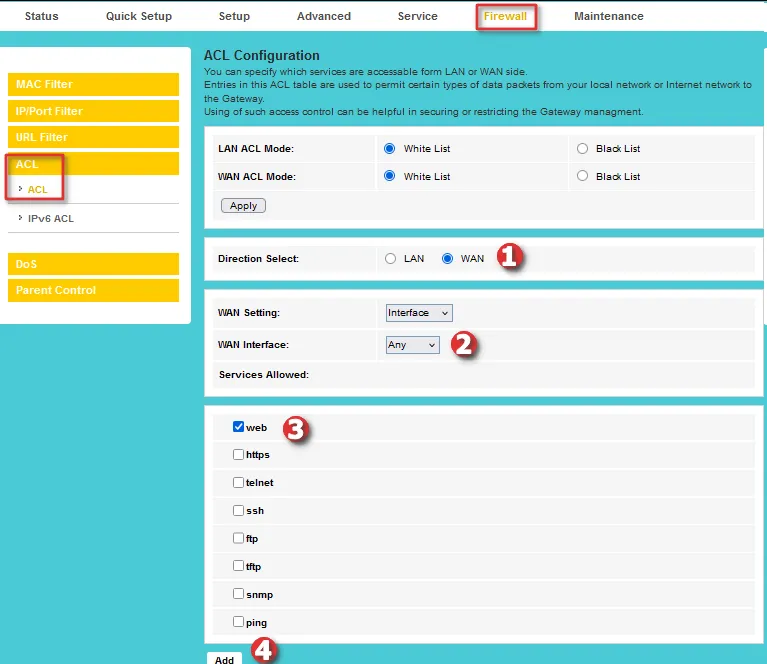 Status Quick Setup Setup Advanced Service Firewall Maintenance
MAC Filter
IP/Port Filter
URL Filter
ACL
ACL
IPv6 ACL
DoS
Parent Control
ACL Configuration
You can specify which services are accessable form LAN or WAN side.
Entries in this ACL table are used to permit certain types of data packets from your local network or Internet network to
the Gateway.
Using of such access control can be helpful in securing or restricting the Gateway managment.
LAN ACL Mode: White List Black List
WAN ACL Mode: White List Black List
Apply
Direction Select: LAN WAN 1
WAN Setting: Interface
WAN Interface: Any 2
Services Allowed:
web 3
https
telnet
ssh
ftp
tftp
snmp
ping
Add 4